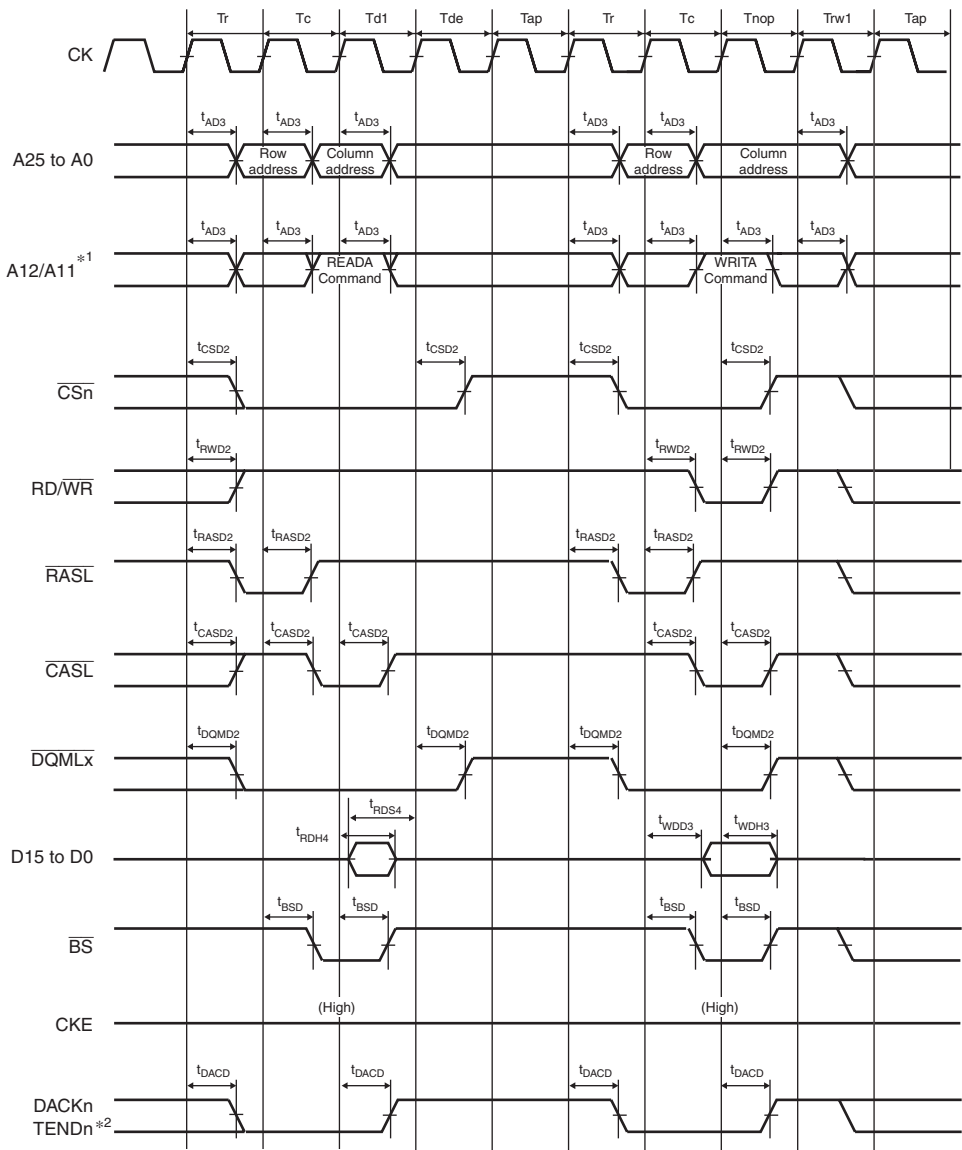 Tr Tc Td1 Tde Tap Tr Tc Tnop Trw1 Tap
CK
tAD3 tAD3 tAD3 tAD3 tAD3 tAD3
A25 to A0
Row address Column address Row address Column address
tAD3 tAD3 tAD3 tAD3 tAD3 tAD3 tAD3
A12/A11*1
READA Command WRITA Command
tCSD2 tCSD2 tCSD2 tCSD2
CSn
tRWD2 tRWD2 tRWD2
RD/WR
tRASD2 tRASD2 tRASD2 tRASD2
RASL
tCASD2 tCASD2 tCASD2 tCASD2 tCASD2
CASL
tDQMD2 tDQMD2 tDQMD2 tDQMD2
DQMLx
tRDS4
tRDH4 tWDD3 tWDH3
D15 to D0
tBSD tBSD tBSD tBSD
BS
(High) (High)
CKE
tDACD tDACD tDACD tDACD
DACKn
TENDn*2